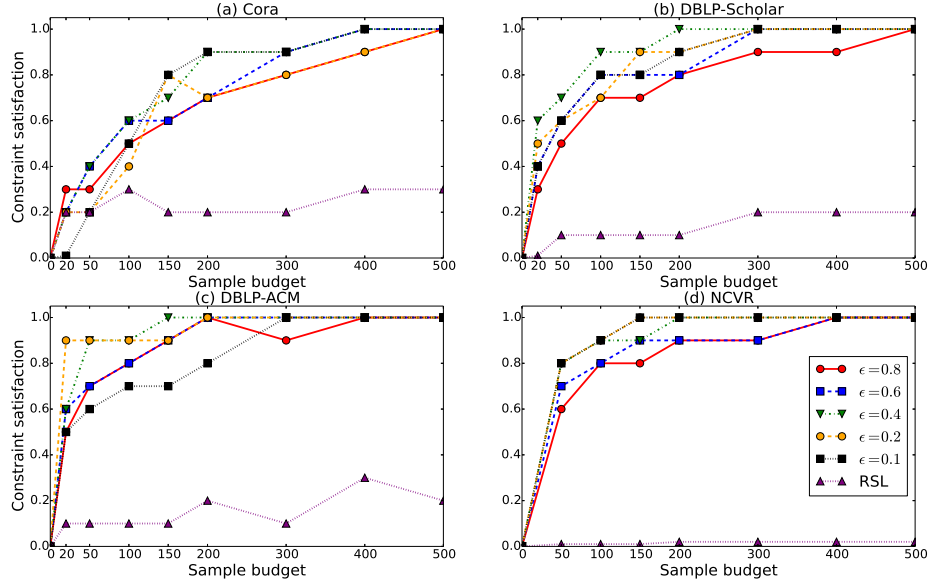 (a) Cora
(b) DBLP-Scholar
Constraint satisfaction
1.0
0.8
0.6
0.4
0.2
0.0
0 20 50 100 150 200 300 400 500
Sample budget
1.0
0.8
0.6
0.4
0.2
0.0
0 20 50 100 150 200 300 400 500
Sample budget
(c) DBLP-ACM
(d) NCVR
Constraint satisfaction
1.0
0.8
0.6
0.4
0.2
0.0
0 20 50 100 150 200 300 400 500
Sample budget
1.0
0.8
0.6
0.4
0.2
0.0
0 50 100 150 200 300 400 500
Sample budget
ϵ=0.8
ϵ=0.6
ϵ=0.4
ϵ=0.2
ϵ=0.1
RSL